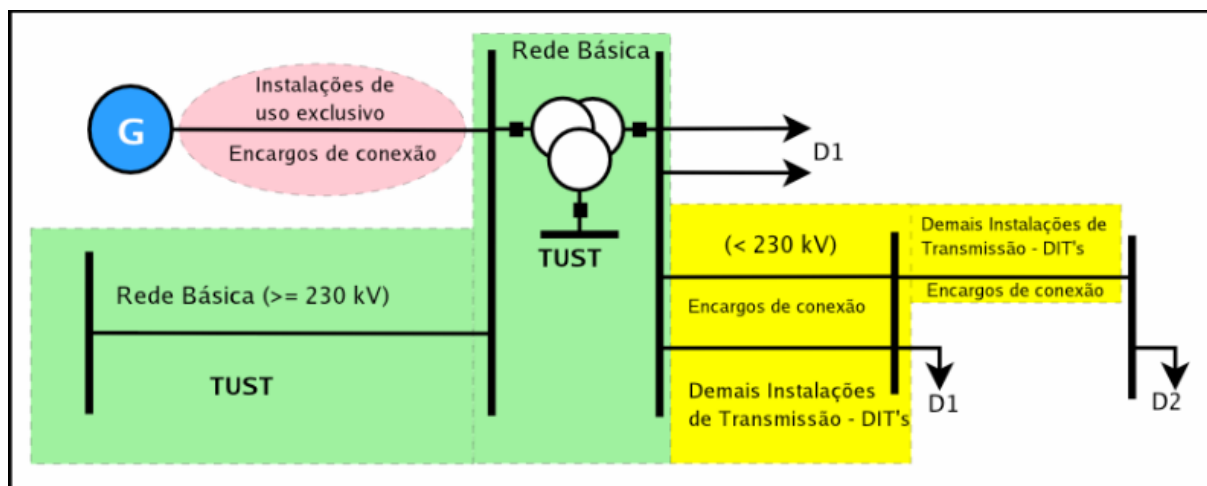 Rede Básica
Instalações de
uso exclusivo
G
Encargos de conexão
D1
TUST
(< 230 kV)
Demais Instalações de
Transmissão - DIT's
Encargos de conexão
Rede Básica (>= 230 kV)
Encargos de conexão
TUST
Demais Instalações
de Transmissão - DIT's
D1
D2